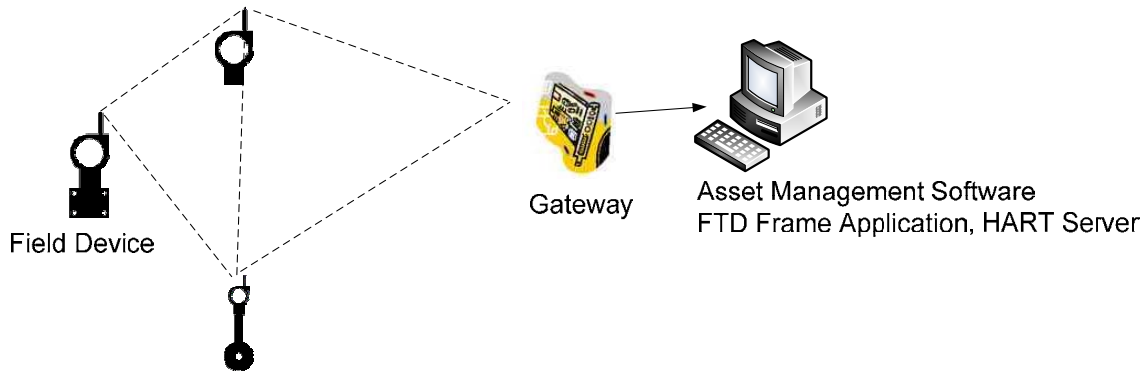 Field Device
Gateway
Asset Management Software
FTD Frame Application, HART Server